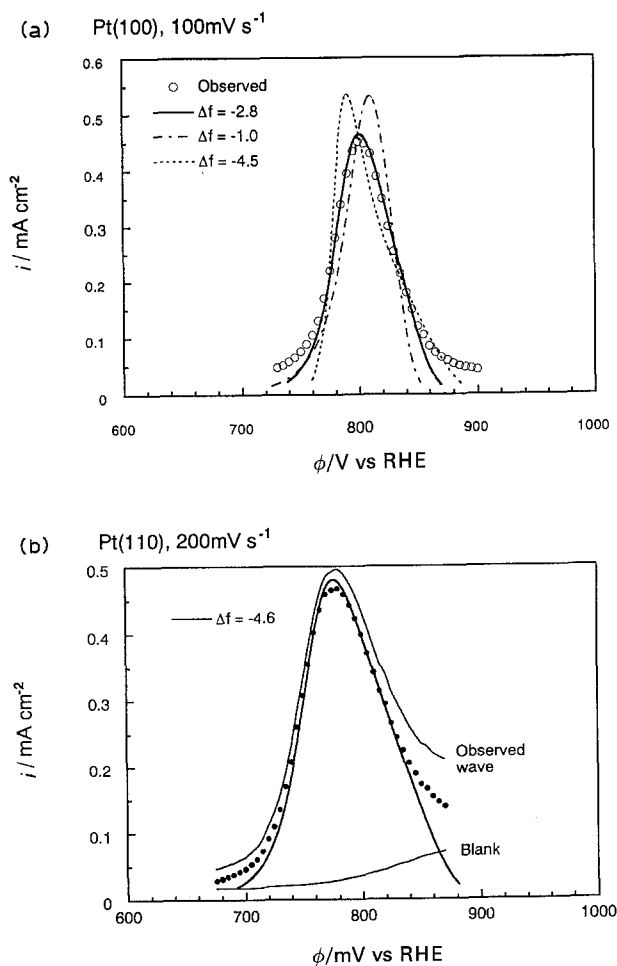 (a) Pt(100), 100mV s⁻¹
0.6
0.5
0.4
0.3
0.2
0.1
0
Observed
Δf = -2.8
Δf = -1.0
Δf = -4.5
i / mA cm⁻²
600 700 800 900 1000
ϕ/V vs RHE
(b) Pt(110), 200mV s⁻¹
0.5
0.4
0.3
0.2
0.1
0
Δf = -4.6
Observed
wave
Blank
i / mA cm⁻²
600 700 800 900 1000
ϕ/mV vs RHE